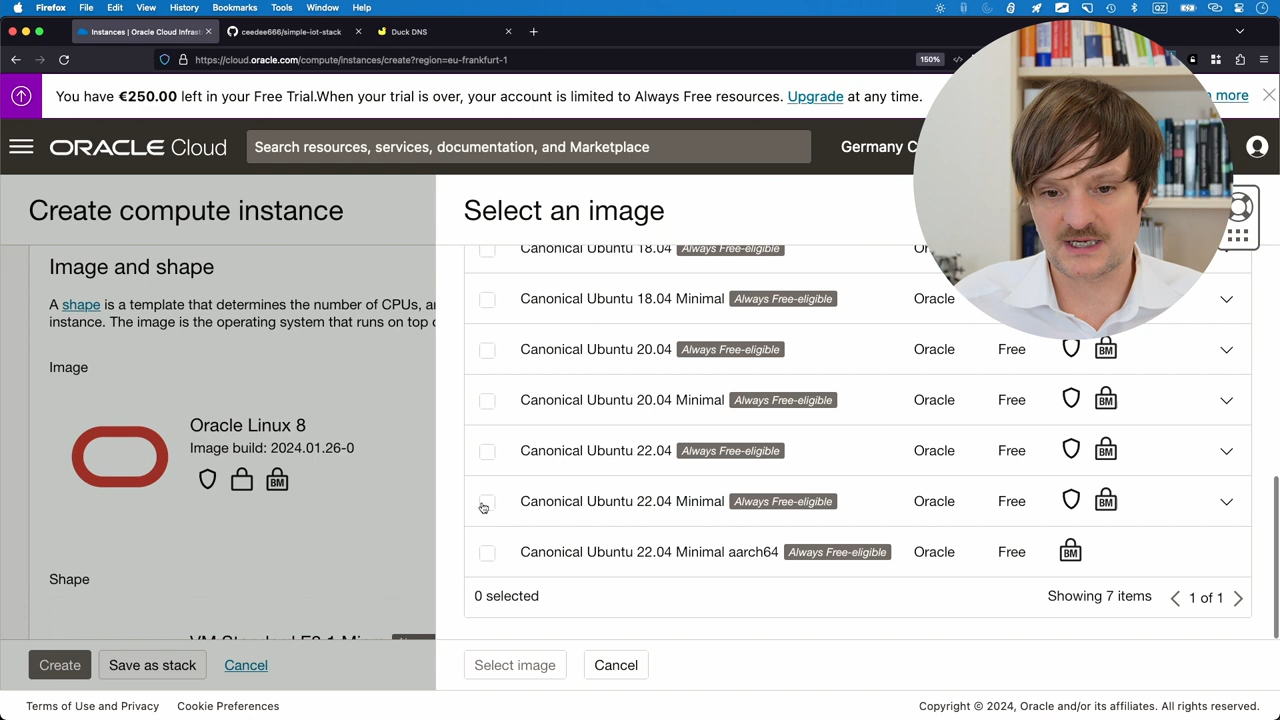 Firefox File Edit View History Bookmarks Tools Window Help
Instances | Oracle Cloud Infrast
ceedee666/simple-iot-stack
Duck DNS
https://cloud.oracle.com/compute/instances/create?region=eu-frankfurt-1
150%
You have €250.00 left in your Free Trial.When your trial is over, your account is limited to Always Free resources. Upgrade at any time.
more
ORACLE Cloud
Search resources, services, documentation, and Marketplace
Germany C
Create compute instance
Select an image
Image and shape
A shape is a template that determines the number of CPUs, a
instance. The image is the operating system that runs on top
Image
Oracle Linux 8
Image build: 2024.01.26-0
BM
Shape
Canonical Ubuntu 18.04 Always Free-eligible
Canonical Ubuntu 18.04 Minimal Always Free-eligible Oracle
Canonical Ubuntu 20.04 Always Free-eligible Oracle Free BM
Canonical Ubuntu 20.04 Minimal Always Free-eligible Oracle Free BM
Canonical Ubuntu 22.04 Always Free-eligible Oracle Free BM
Canonical Ubuntu 22.04 Minimal Always Free-eligible Oracle Free BM
Canonical Ubuntu 22.04 Minimal aarch64 Always Free-eligible Oracle Free BM
0 selected
Showing 7 items
1 of 1
Create
Save as stack
Cancel
Select image
Cancel
Terms of Use and Privacy
Cookie Preferences
Copyright © 2024, Oracle and/or its affiliates. All rights reserved.